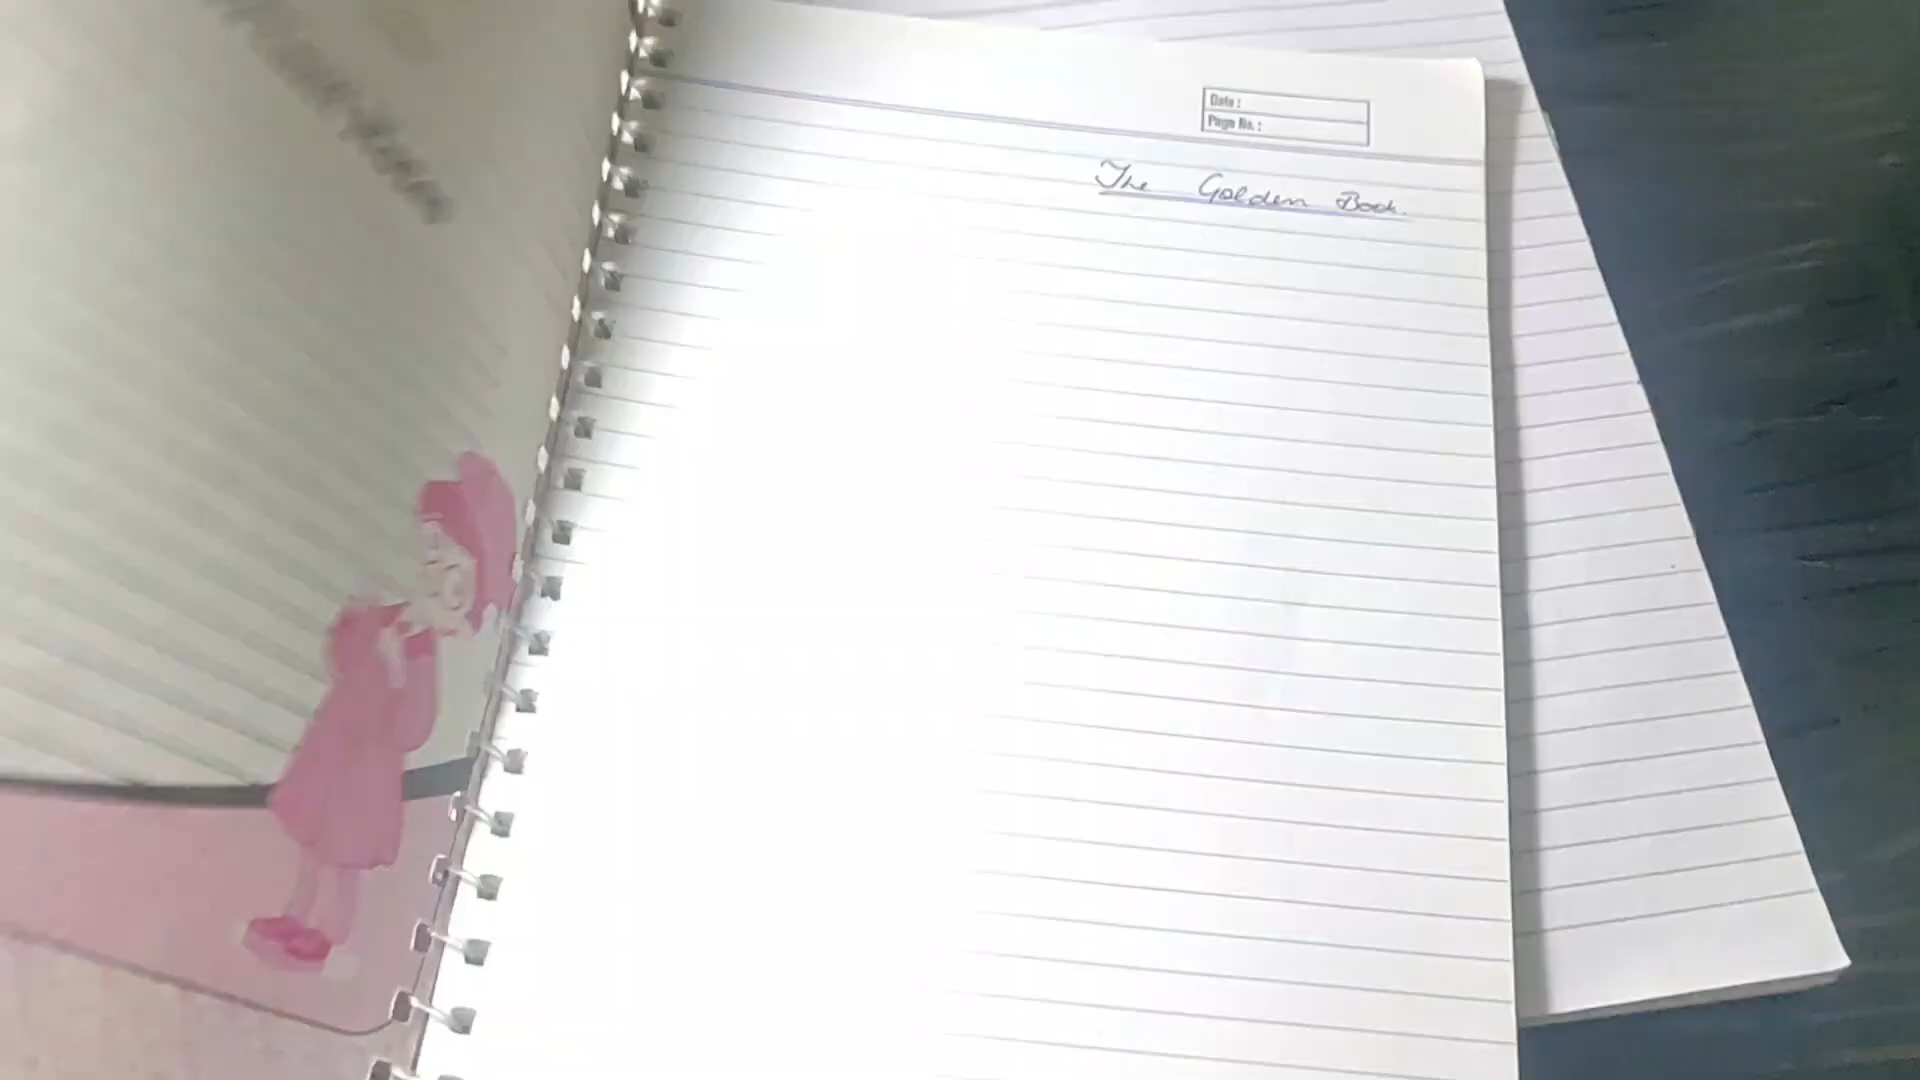 Date :
Page No. :
The Golden Book.